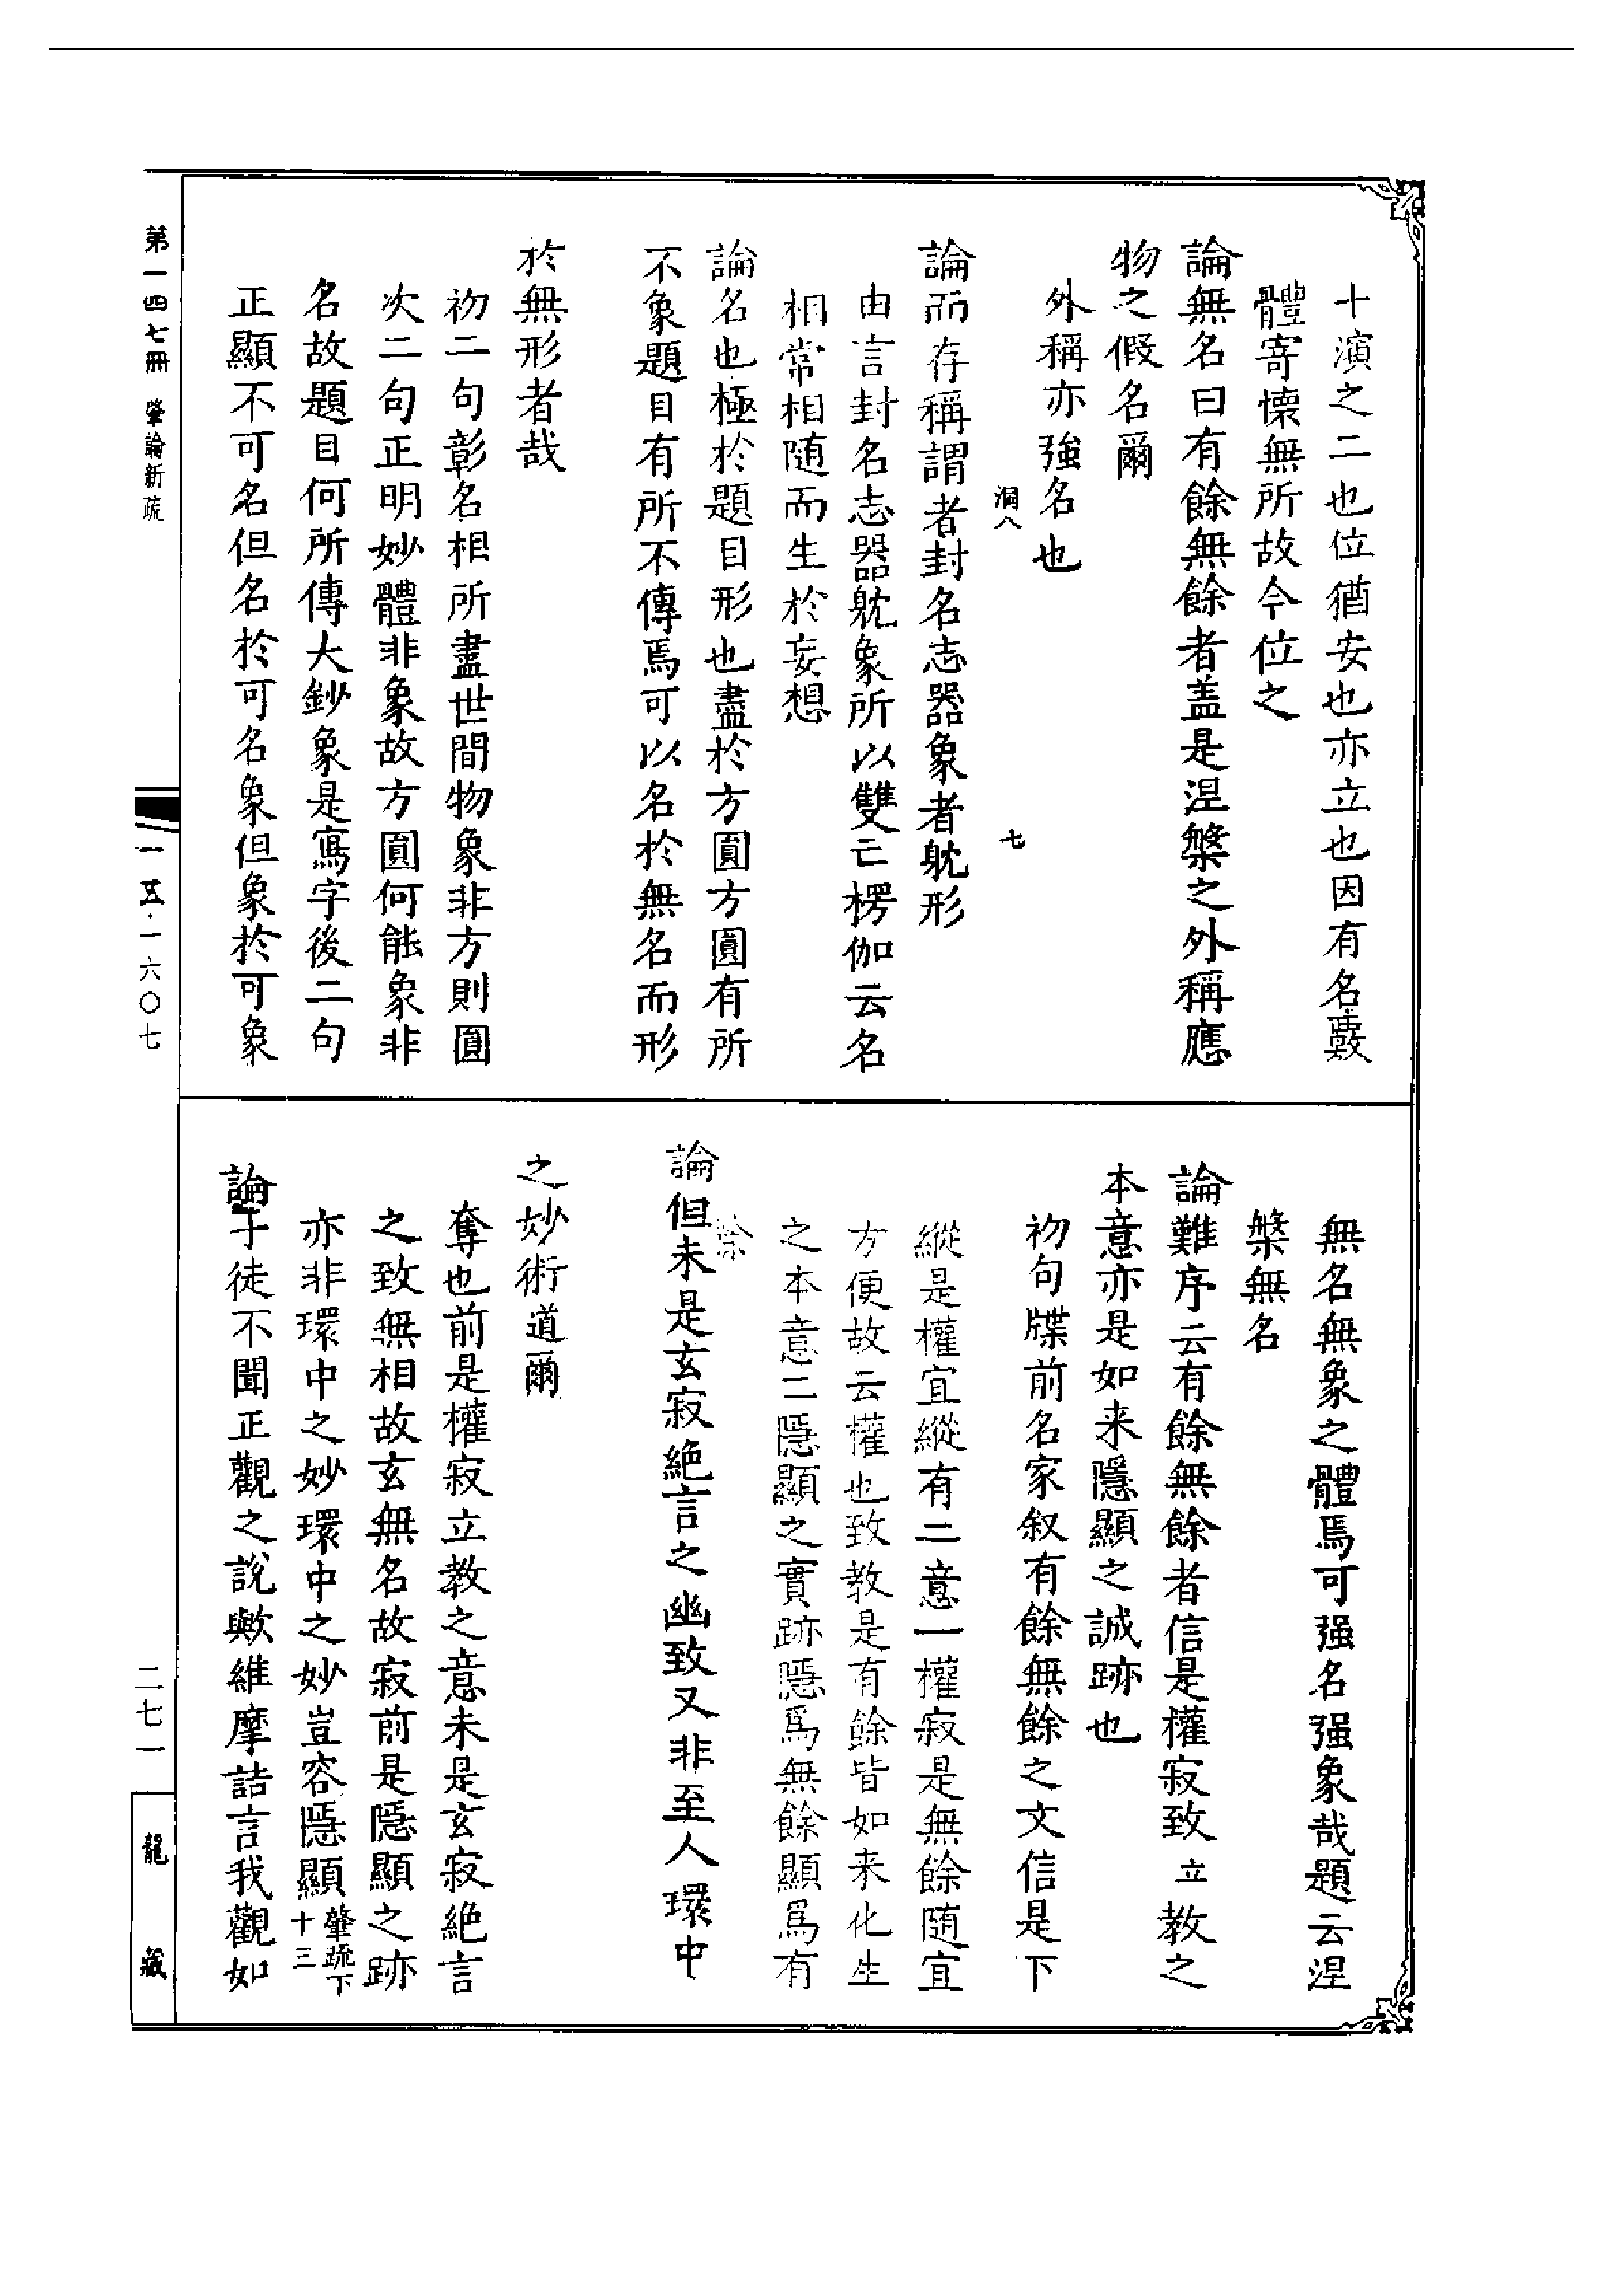 十演之二也位猶安也亦立也因有名覈
體寄懷無所故今位之
論無名曰有餘無餘者盖是涅槃之外稱應
物之假名爾
外稱亦強名也
洞八
七
論而存稱謂者封名志器象者躭形
由言封名志器躭象所以雙亡楞伽云名
相常相隨而生於妄想
論名也極於題目形也盡於方圓方圓有所
不象題目有所不傳焉可以名於無名而形
於無形者哉
初二句彰名相所盡世間物象非方則圓
次二句正明妙體非象故方圓何能象非
名故題目何所傳大鈔象是寫字後二句
正顯不可名但名於可名象但象於可象
無名無象之體焉可强名强象哉題云涅
槃無名
論難序云有餘無餘者信是權寂致立教之
本意亦是如来隱顯之誠跡也
初句牒前名家叙有餘無餘之文信是下
縱是權宜縱有二意一權寂是無餘随宜
方便故云權也致教是有餘皆如来化生
之本意二隱顯之實跡隱爲無餘顯爲有
餘
論但未是玄寂絶言之幽致又非至人環中
之妙術道爾
奪也前是權寂立教之意未是玄寂絶言
之致無相故玄無名故寂前是隱顯之跡
亦非環中之妙環中之妙豈容隱顯肇疏下十三
論子徒不聞正觀之說歟維摩詰言我觀如
第一四七冊 肇論新疏
一一五·一六〇七
二七一
龍藏